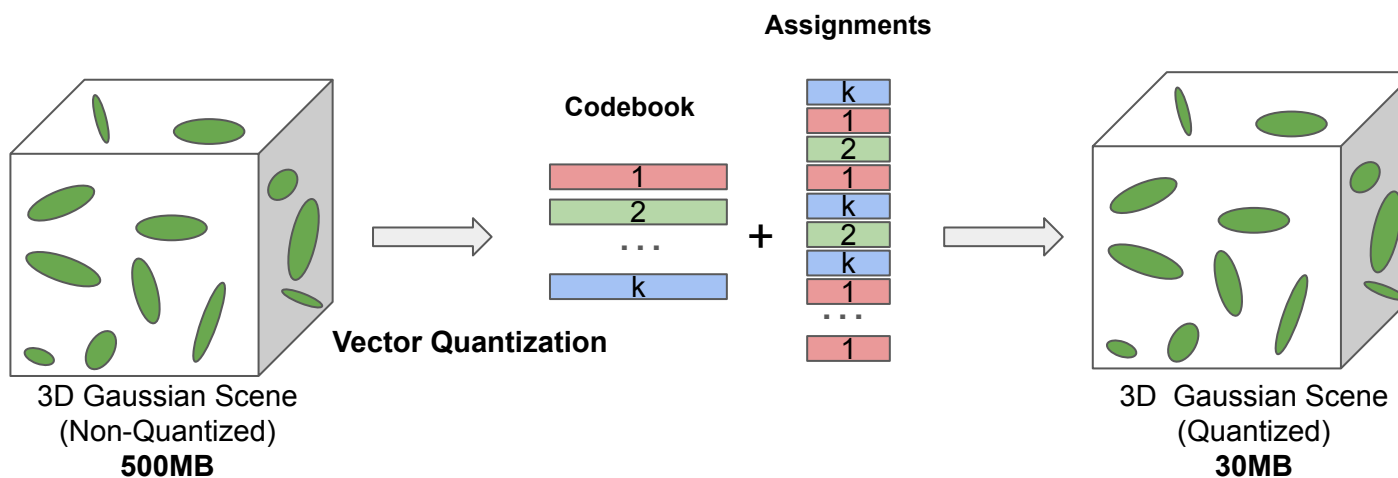 Assignments
Codebook
1
2
...
k
+
k
1
2
1
k
2
k
1
...
1
Vector Quantization
3D Gaussian Scene
(Non-Quantized)
500MB
3D Gaussian Scene
(Quantized)
30MB